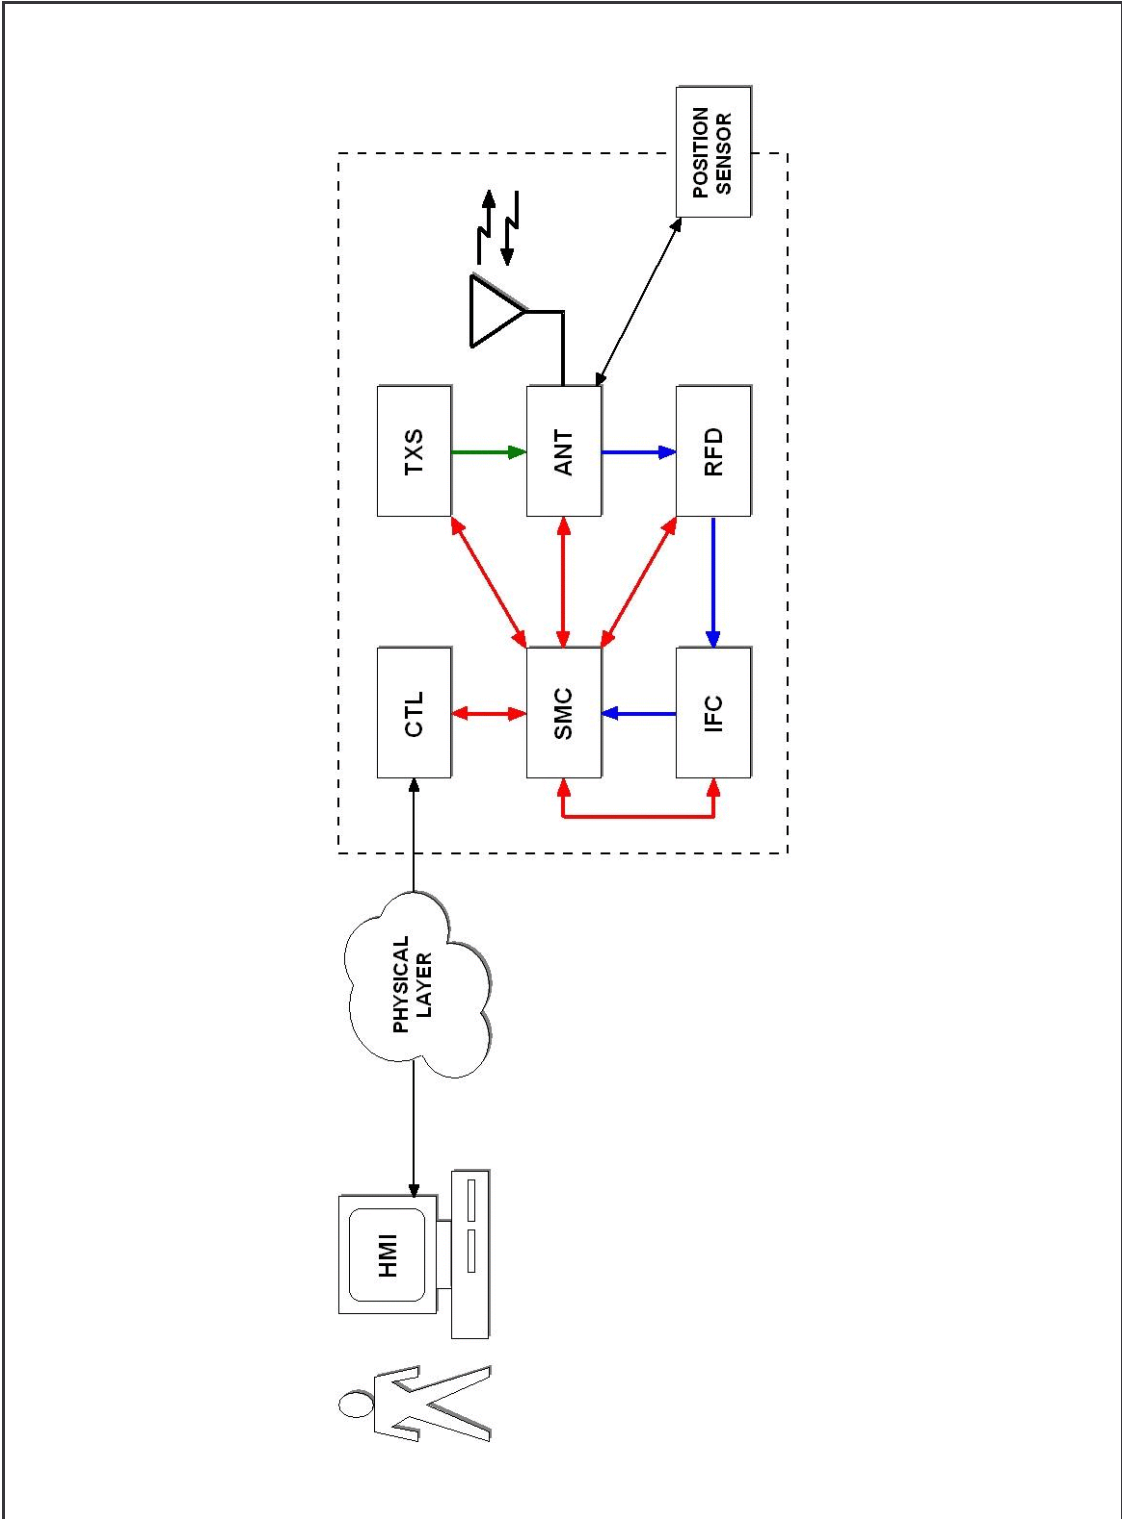 HMI
PHYSICAL
LAYER
CTL
TXS
SMC
ANT
IFC
RFD
POSITION
SENSOR